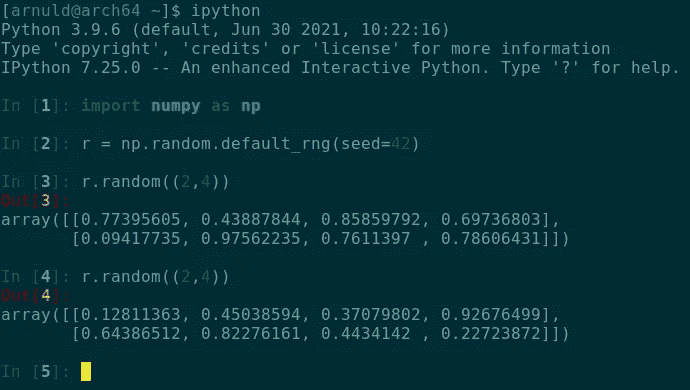 [arnuld@arch64 ~]$ ipython
Python 3.9.6 (default, Jun 30 2021, 10:22:16)
Type 'copyright', 'credits' or 'license' for more information
IPython 7.25.0 -- An enhanced Interactive Python. Type '?' for help.
In [1]: import numpy as np
In [2]: r = np.random.default_rng(seed=42)
In [3]: r.random((2,4))
Out[3]:
array([[0.77395605, 0.43887844, 0.85859792, 0.69736803],
       [0.09417735, 0.97562235, 0.7611397 , 0.78606431]])
In [4]: r.random((2,4))
Out[4]:
array([[0.12811363, 0.45038594, 0.37079802, 0.92676499],
       [0.64386512, 0.82276161, 0.4434142 , 0.22723872]])
In [5]: